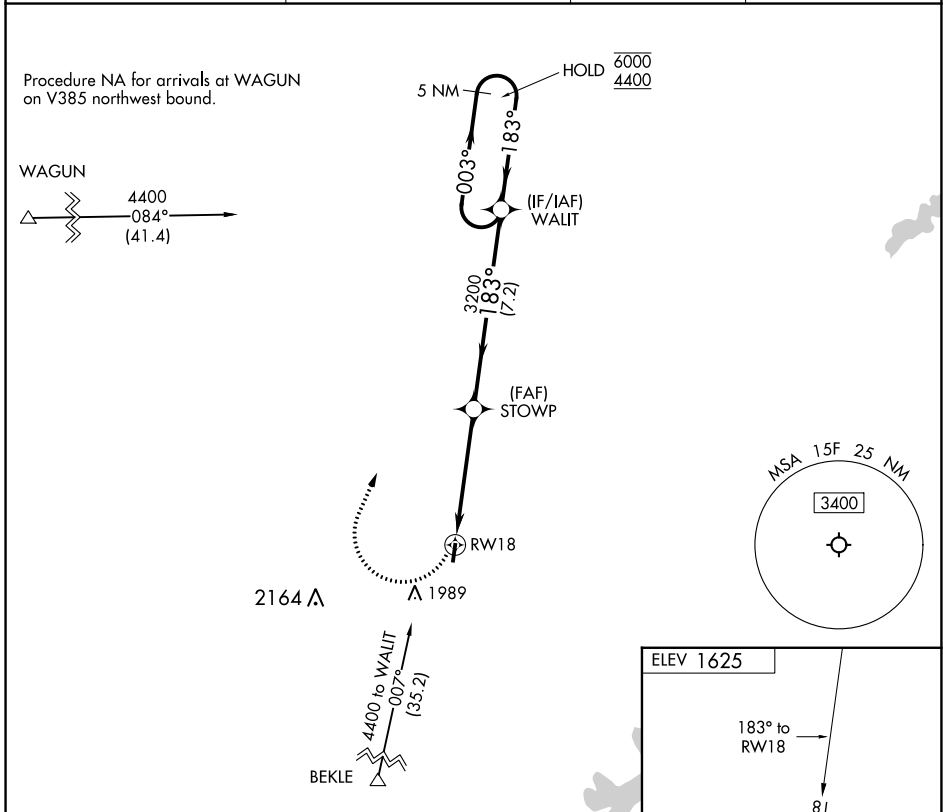 Procedure NA for arrivals at WAGUN
on V385 northwest bound.
HOLD 6000
4400
5 NM
183°
003°
WAGUN
4400
084°
(41.4)
(IF/IAF)
WALIT
3200
183°
(7.2)
(FAF)
STOWP
MSA 15F 25 NM
3400
RW18
2164
1989
4400 to WALIT
007°
(35.2)
BEKLE
ELEV 1625
183° to
RW18